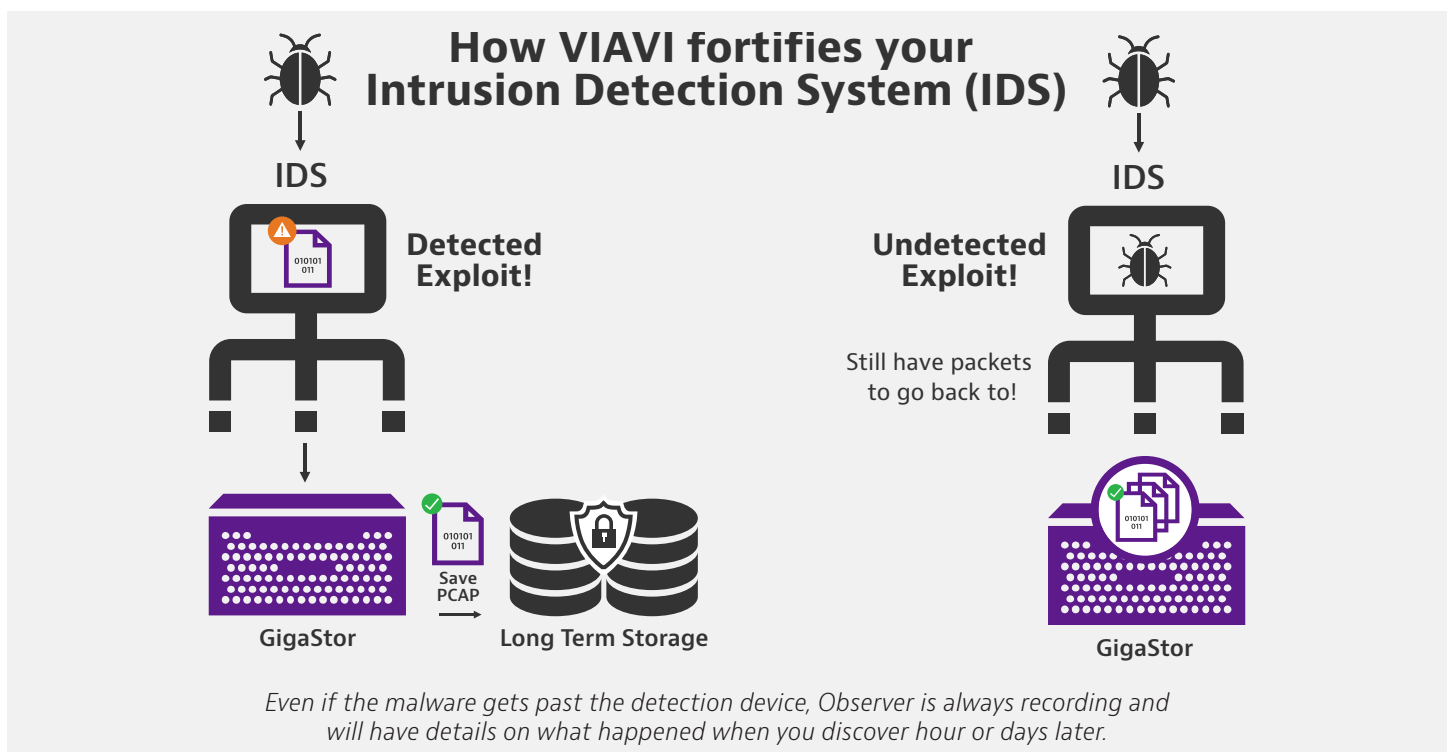 How VIAVI fortifies your
Intrusion Detection System (IDS)
IDS
010101
011
Detected
Exploit!
GigaStor
010101
011
Save
PCAP
Long Term Storage
IDS
Undetected
Exploit!
Still have packets
to go back to!
010101
011
GigaStor
Even if the malware gets past the detection device, Observer is always recording and
will have details on what happened when you discover hour or days later.